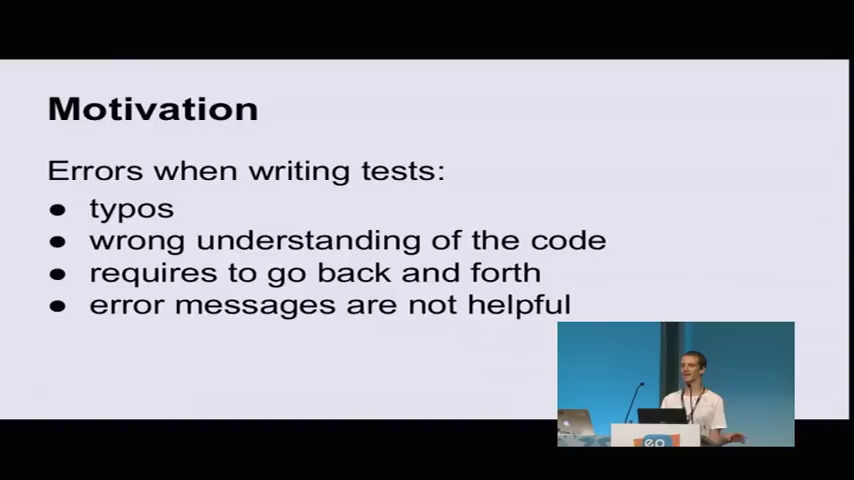 Motivation
Errors when writing tests:
● typos
● wrong understanding of the code
● requires to go back and forth
● error messages are not helpful
ep